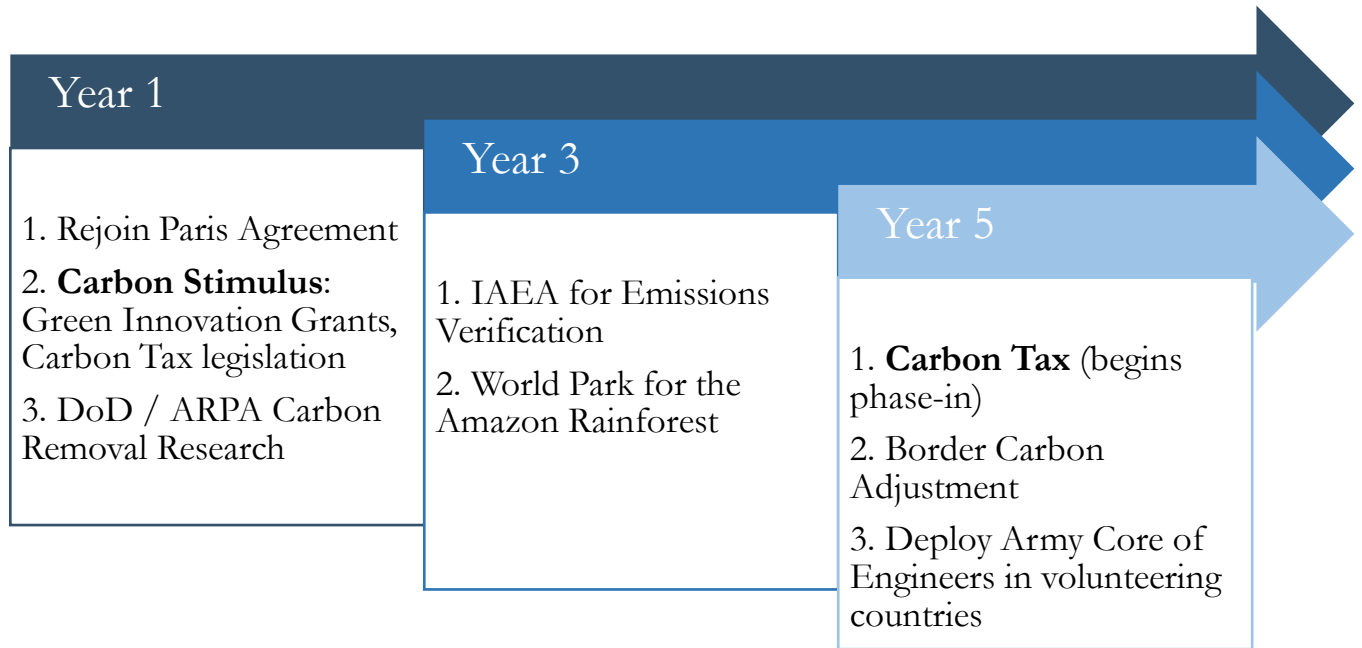 Year 1
1. Rejoin Paris Agreement
2. Carbon Stimulus:
Green Innovation Grants,
Carbon Tax legislation
3. DoD / ARPA Carbon
Removal Research
Year 3
1. IAEA for Emissions
Verification
2. World Park for the
Amazon Rainforest
Year 5
1. Carbon Tax (begins
phase-in)
2. Border Carbon
Adjustment
3. Deploy Army Core of
Engineers in volunteering
countries